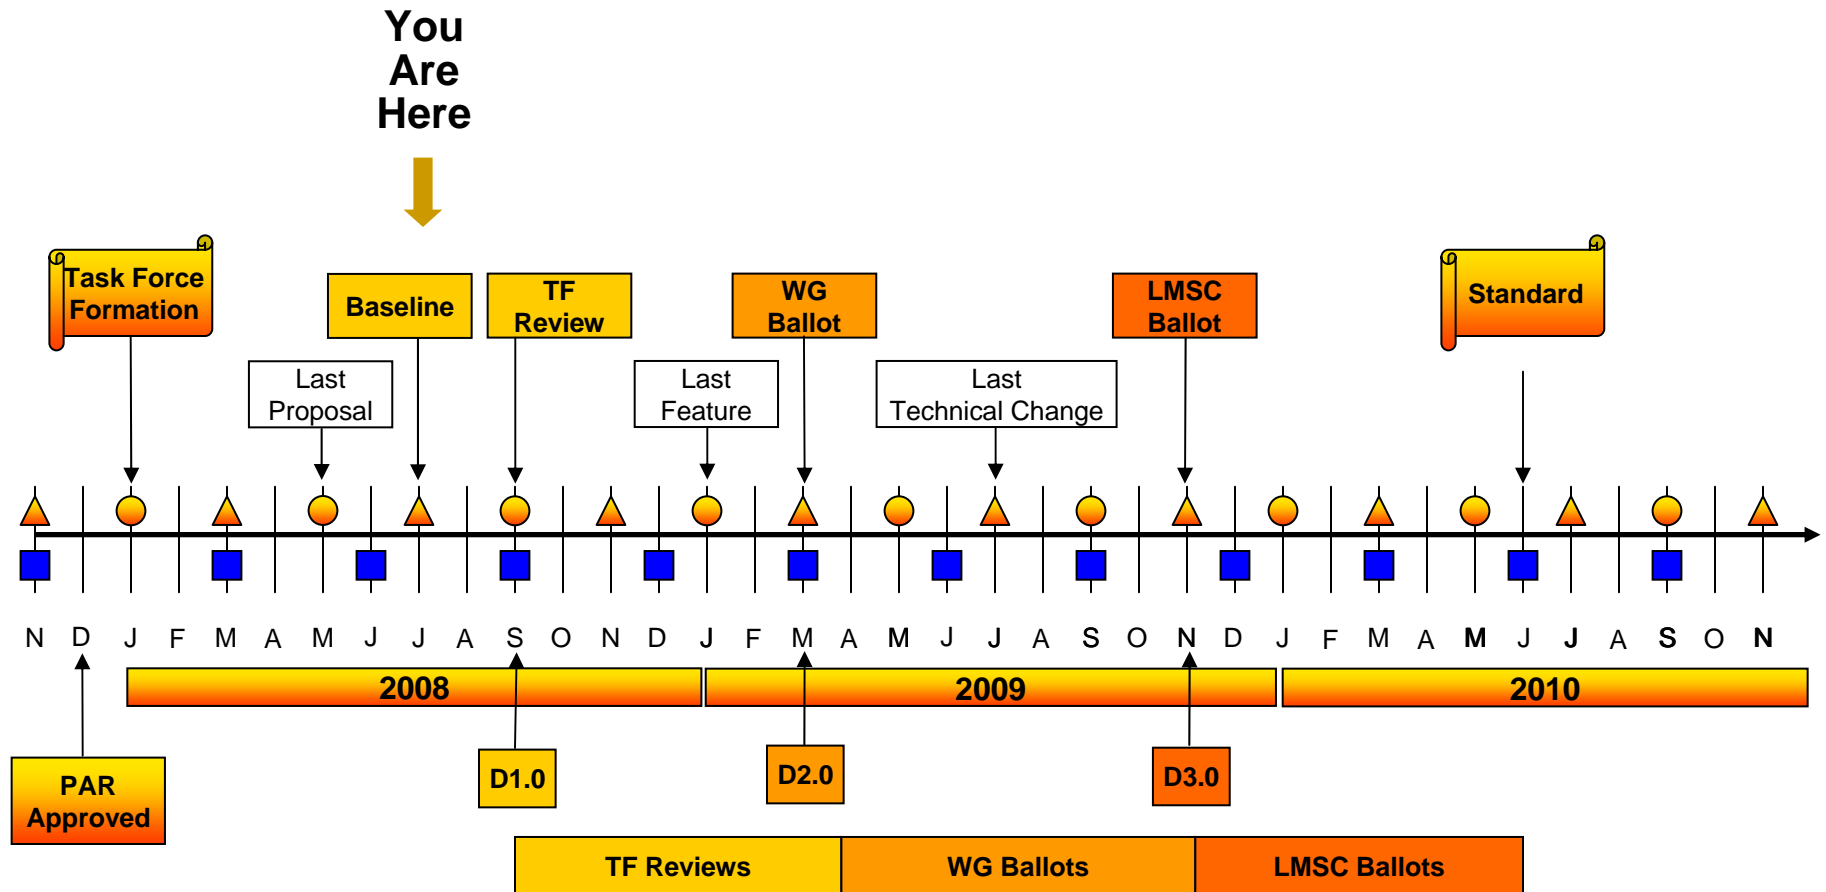 You
Are
Here
Task Force
Formation
Baseline
TF
Review
WG
Ballot
LMSC
Ballot
Standard
Last
Proposal
Last
Feature
Last
Technical Change
N D J F M A M J J A S O N D J F M A M J J A S O N D J F M A M J J A S O N
2008 2009 2010
PAR
Approved
D1.0
D2.0
D3.0
TF Reviews WG Ballots LMSC Ballots